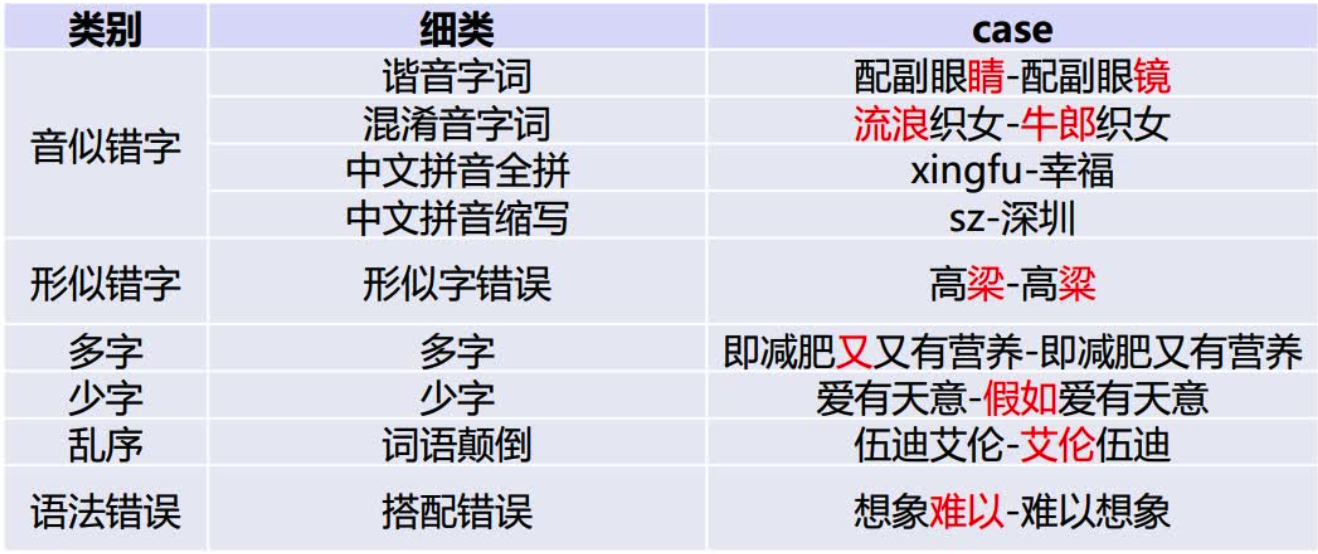 类别 细类 case
音似错字 谐音字词 配副眼睛-配副眼镜
混淆音字词 流浪织女-牛郎织女
中文拼音全拼 xingfu-幸福
中文拼音缩写 sz-深圳
形似错字 形似字错误 高梁-高粱
多字 多字 即减肥又又有营养-即减肥又有营养
少字 少字 爱有天意-假如爱有天意
乱序 词语颠倒 伍迪艾伦-艾伦伍迪
语法错误 搭配错误 想象难以-难以想象